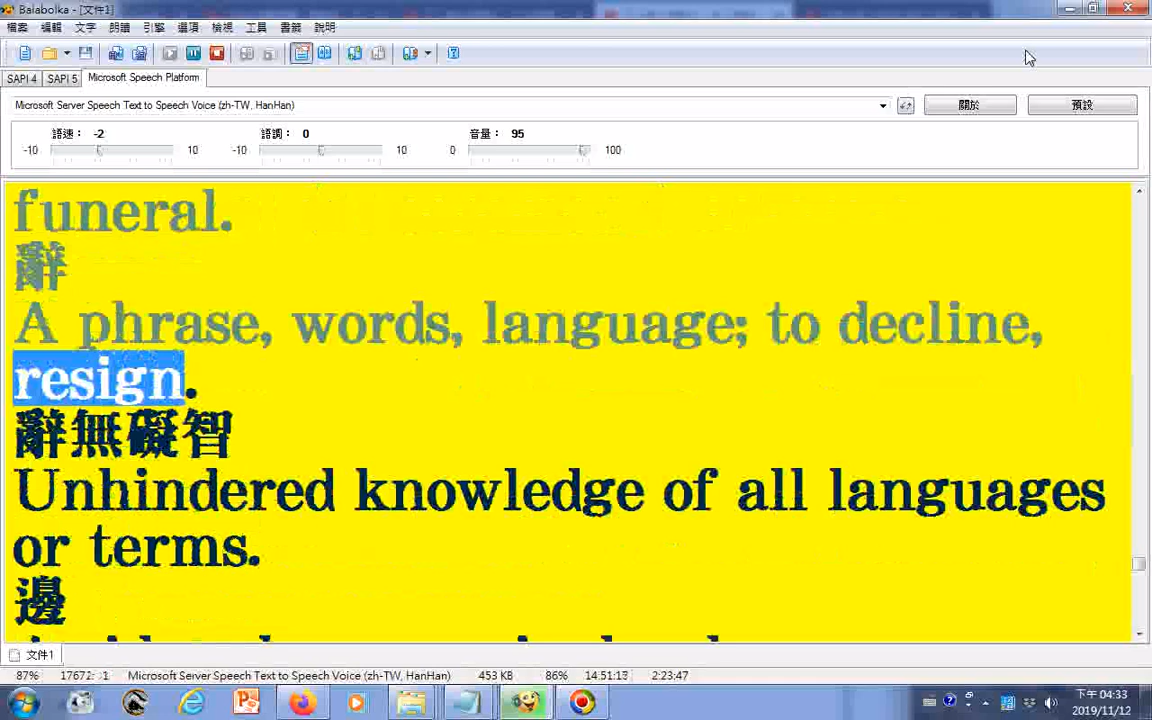 Balabolka - [文件1]
檔案 編輯 文字 朗讀 引擎 選項 檢視 工具 書籤 說明
SAPI 4 SAPI 5 Microsoft Speech Platform
Microsoft Server Speech Text to Speech Voice (zh-TW, HanHan) 關於 預設
語速： -2 語調： 0 音量： 95
-10 10 -10 10 0 100
funeral.
辭
A phrase, words, language; to decline,
resign.
辭無礙智
Unhindered knowledge of all languages
or terms.
邊
文件1
87% Microsoft Server Speech Text to Speech Voice (zh-TW, HanHan) 453 KB 86% 14:51:13 2:23:47
下午 04:33
2019/11/12